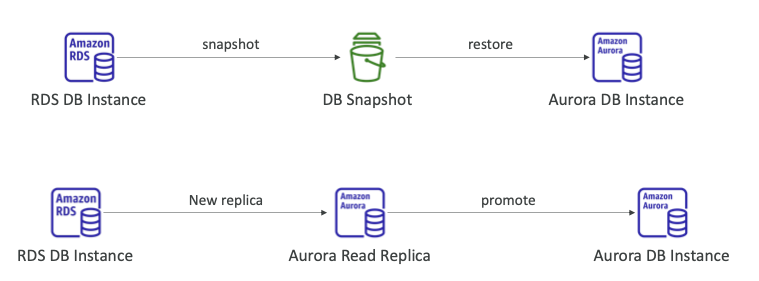 Amazon
RDS
snapshot
Amazon
Aurora
restore
RDS DB Instance
DB Snapshot
Aurora DB Instance
Amazon
RDS
New replica
Amazon
Aurora
promote
Amazon
Aurora
RDS DB Instance
Aurora Read Replica
Aurora DB Instance